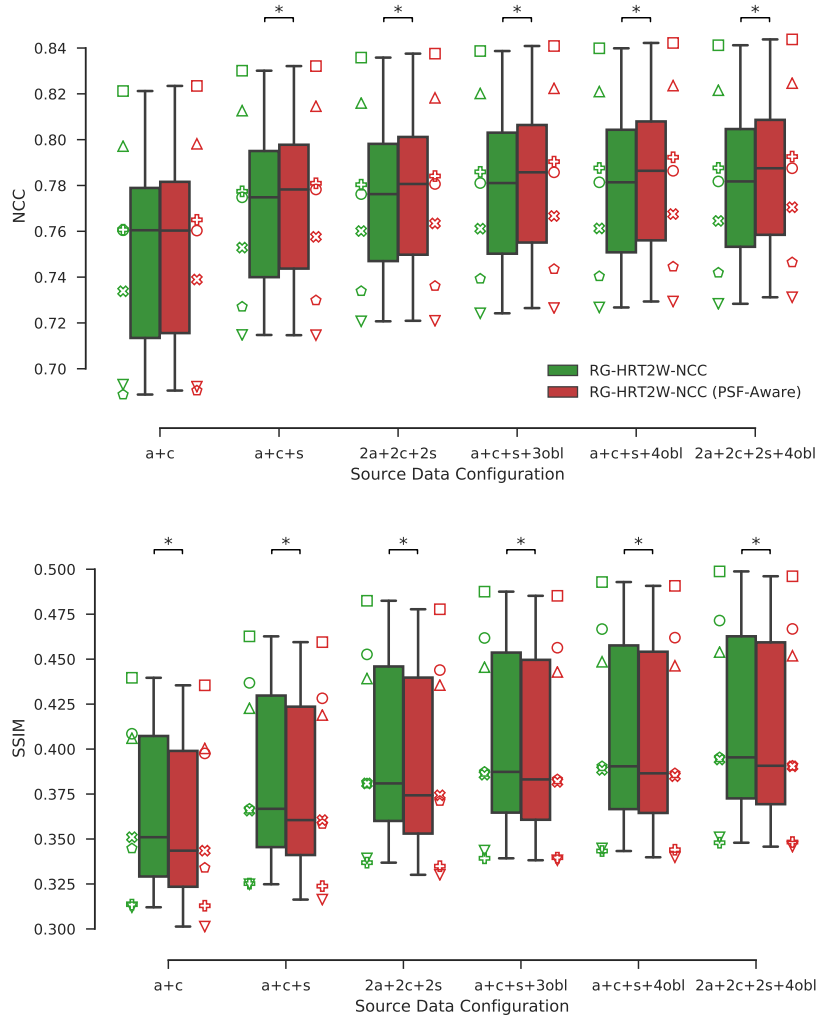 * * * * *
0.84
0.82
0.80
0.78
0.76
0.74
0.72
0.70
NCC
RG-HRT2W-NCC
RG-HRT2W-NCC (PSF-Aware)
a+c a+c+s 2a+2c+2s a+c+s+3obl a+c+s+4obl 2a+2c+2s+4obl
Source Data Configuration
* * * * * *
0.500
0.475
0.450
0.425
0.400
0.375
0.350
0.325
0.300
SSIM
a+c a+c+s 2a+2c+2s a+c+s+3obl a+c+s+4obl 2a+2c+2s+4obl
Source Data Configuration